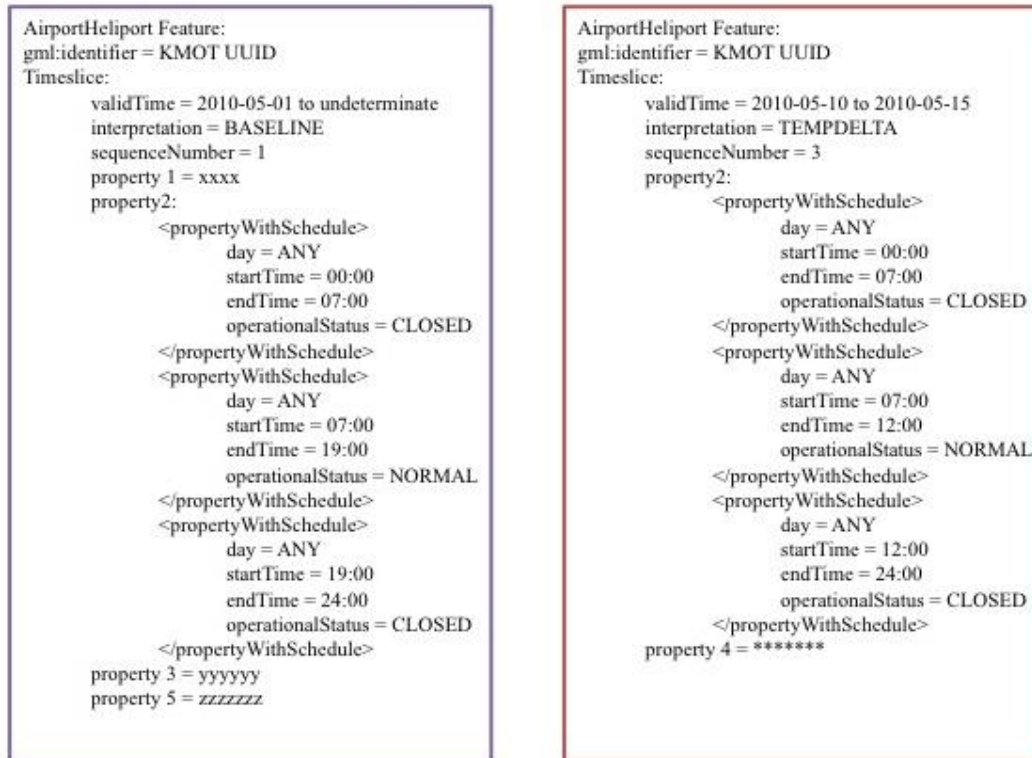 AirportHeliport Feature:
gml:identifier = KMOT UUID
Timeslice:
validTime = 2010-05-01 to undeterminate
interpretation = BASELINE
sequenceNumber = 1
property 1 = xxxx
property2:
<propertyWithSchedule>
day = ANY
startTime = 00:00
endTime = 07:00
operationalStatus = CLOSED
</propertyWithSchedule>
<propertyWithSchedule>
day = ANY
startTime = 07:00
endTime = 19:00
operationalStatus = NORMAL
</propertyWithSchedule>
<propertyWithSchedule>
day = ANY
startTime = 19:00
endTime = 24:00
operationalStatus = CLOSED
</propertyWithSchedule>
property 3 = yyyyyy
property 5 = zzzzzzz
AirportHeliport Feature:
gml:identifier = KMOT UUID
Timeslice:
validTime = 2010-05-10 to 2010-05-15
interpretation = TEMPDELTA
sequenceNumber = 3
property2:
<propertyWithSchedule>
day = ANY
startTime = 00:00
endTime = 07:00
operationalStatus = CLOSED
</propertyWithSchedule>
<propertyWithSchedule>
day = ANY
startTime = 07:00
endTime = 12:00
operationalStatus = NORMAL
</propertyWithSchedule>
<propertyWithSchedule>
day = ANY
startTime = 12:00
endTime = 24:00
operationalStatus = CLOSED
</propertyWithSchedule>
property 4 = *******